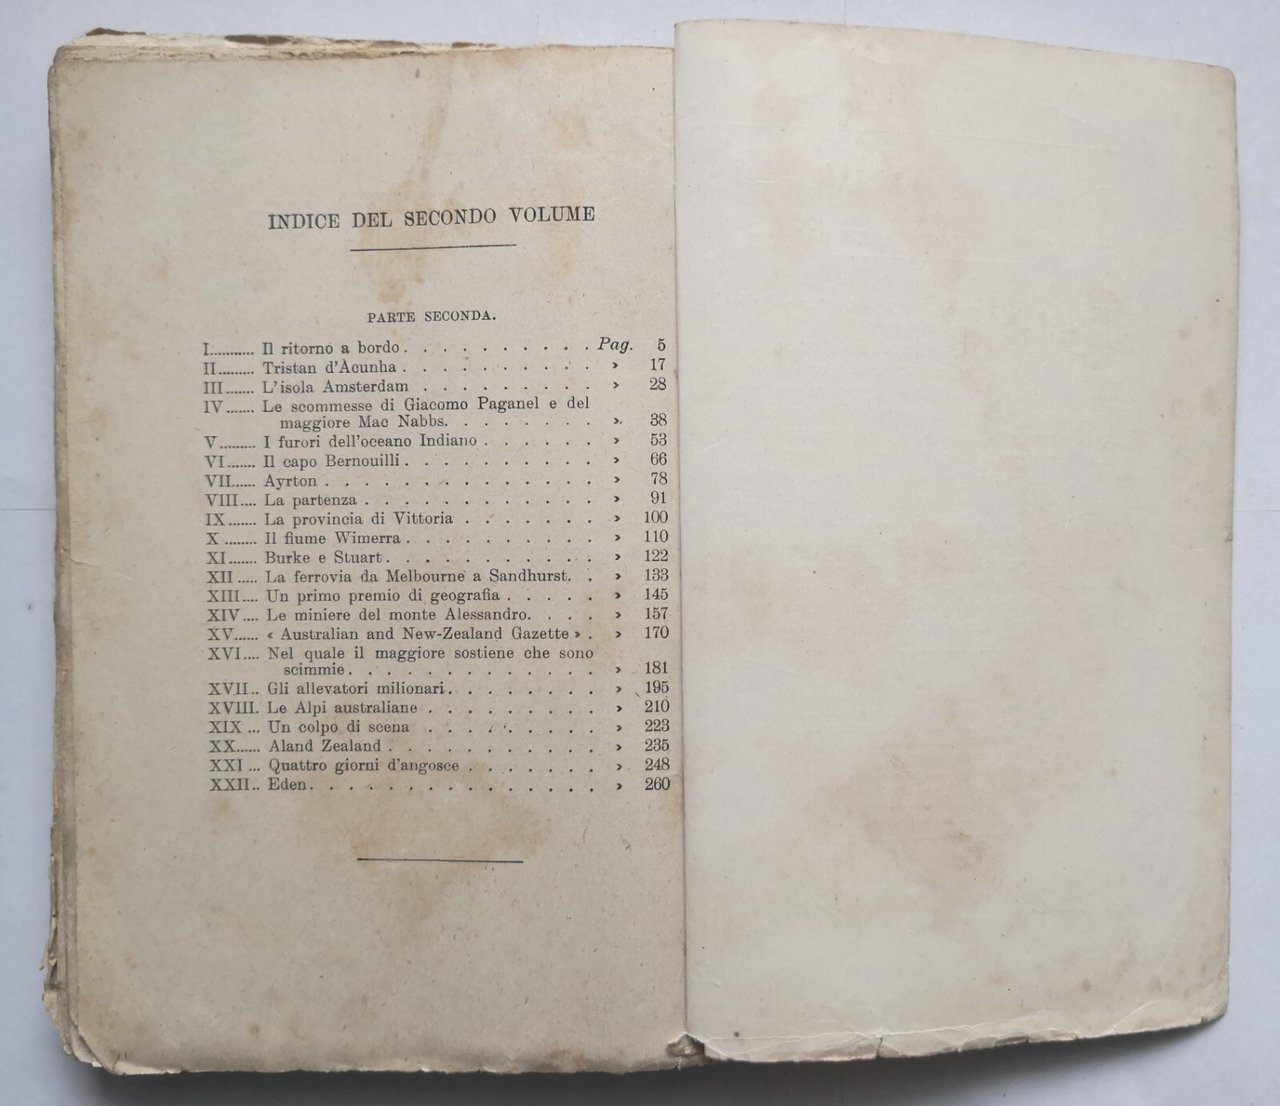 INDICE DEL SECONDO VOLUME
PARTE SECONDA.
I........... Il ritorno a bordo . . . . . . . . . . Pag. 5
II......... Tristan d'Acunha . . . . . . . . . . » 17
III....... L'isola Amsterdam . . . . . . . . . » 28
IV....... Le scommesse di Giacomo Paganel e del
maggiore Mac Nabbs. . . . . . . . » 38
V......... I furori dell'oceano Indiano . . . . . . » 53
VI....... Il capo Bernouilli . . . . . . . . . . » 66
VII...... Ayrton . . . . . . . . . . . . . . » 78
VIII.... La partenza . . . . . . . . . . . . » 91
IX....... La provincia di Vittoria . . . . . . . » 100
X ........ Il fiume Wimerra . . . . . . . . . . » 110
XI....... Burke e Stuart . . . . . . . . . . . » 122
XII ..... La ferrovia da Melbourne a Sandhurst. . » 133
XIII.... Un primo premio di geografia . . . . . » 145
XIV.... Le miniere del monte Alessandro. . . . » 157
XV...... « Australian and New-Zealand Gazette » . » 170
XVI.... Nel quale il maggiore sostiene che sono
scimmie. . . . . . . . . . . . . » 181
XVII.. Gli allevatori milionari. . . . . . . . » 195
XVIII. Le Alpi australiane . . . . . . . . . » 210
XIX ... Un colpo di scena . . . . . . . . . » 223
XX...... Aland Zealand . . . . . . . . . . . » 235
XXI ... Quattro giorni d'angosce . . . . . . . » 248
XXII.. Eden. . . . . . . . . . . . . . . » 260